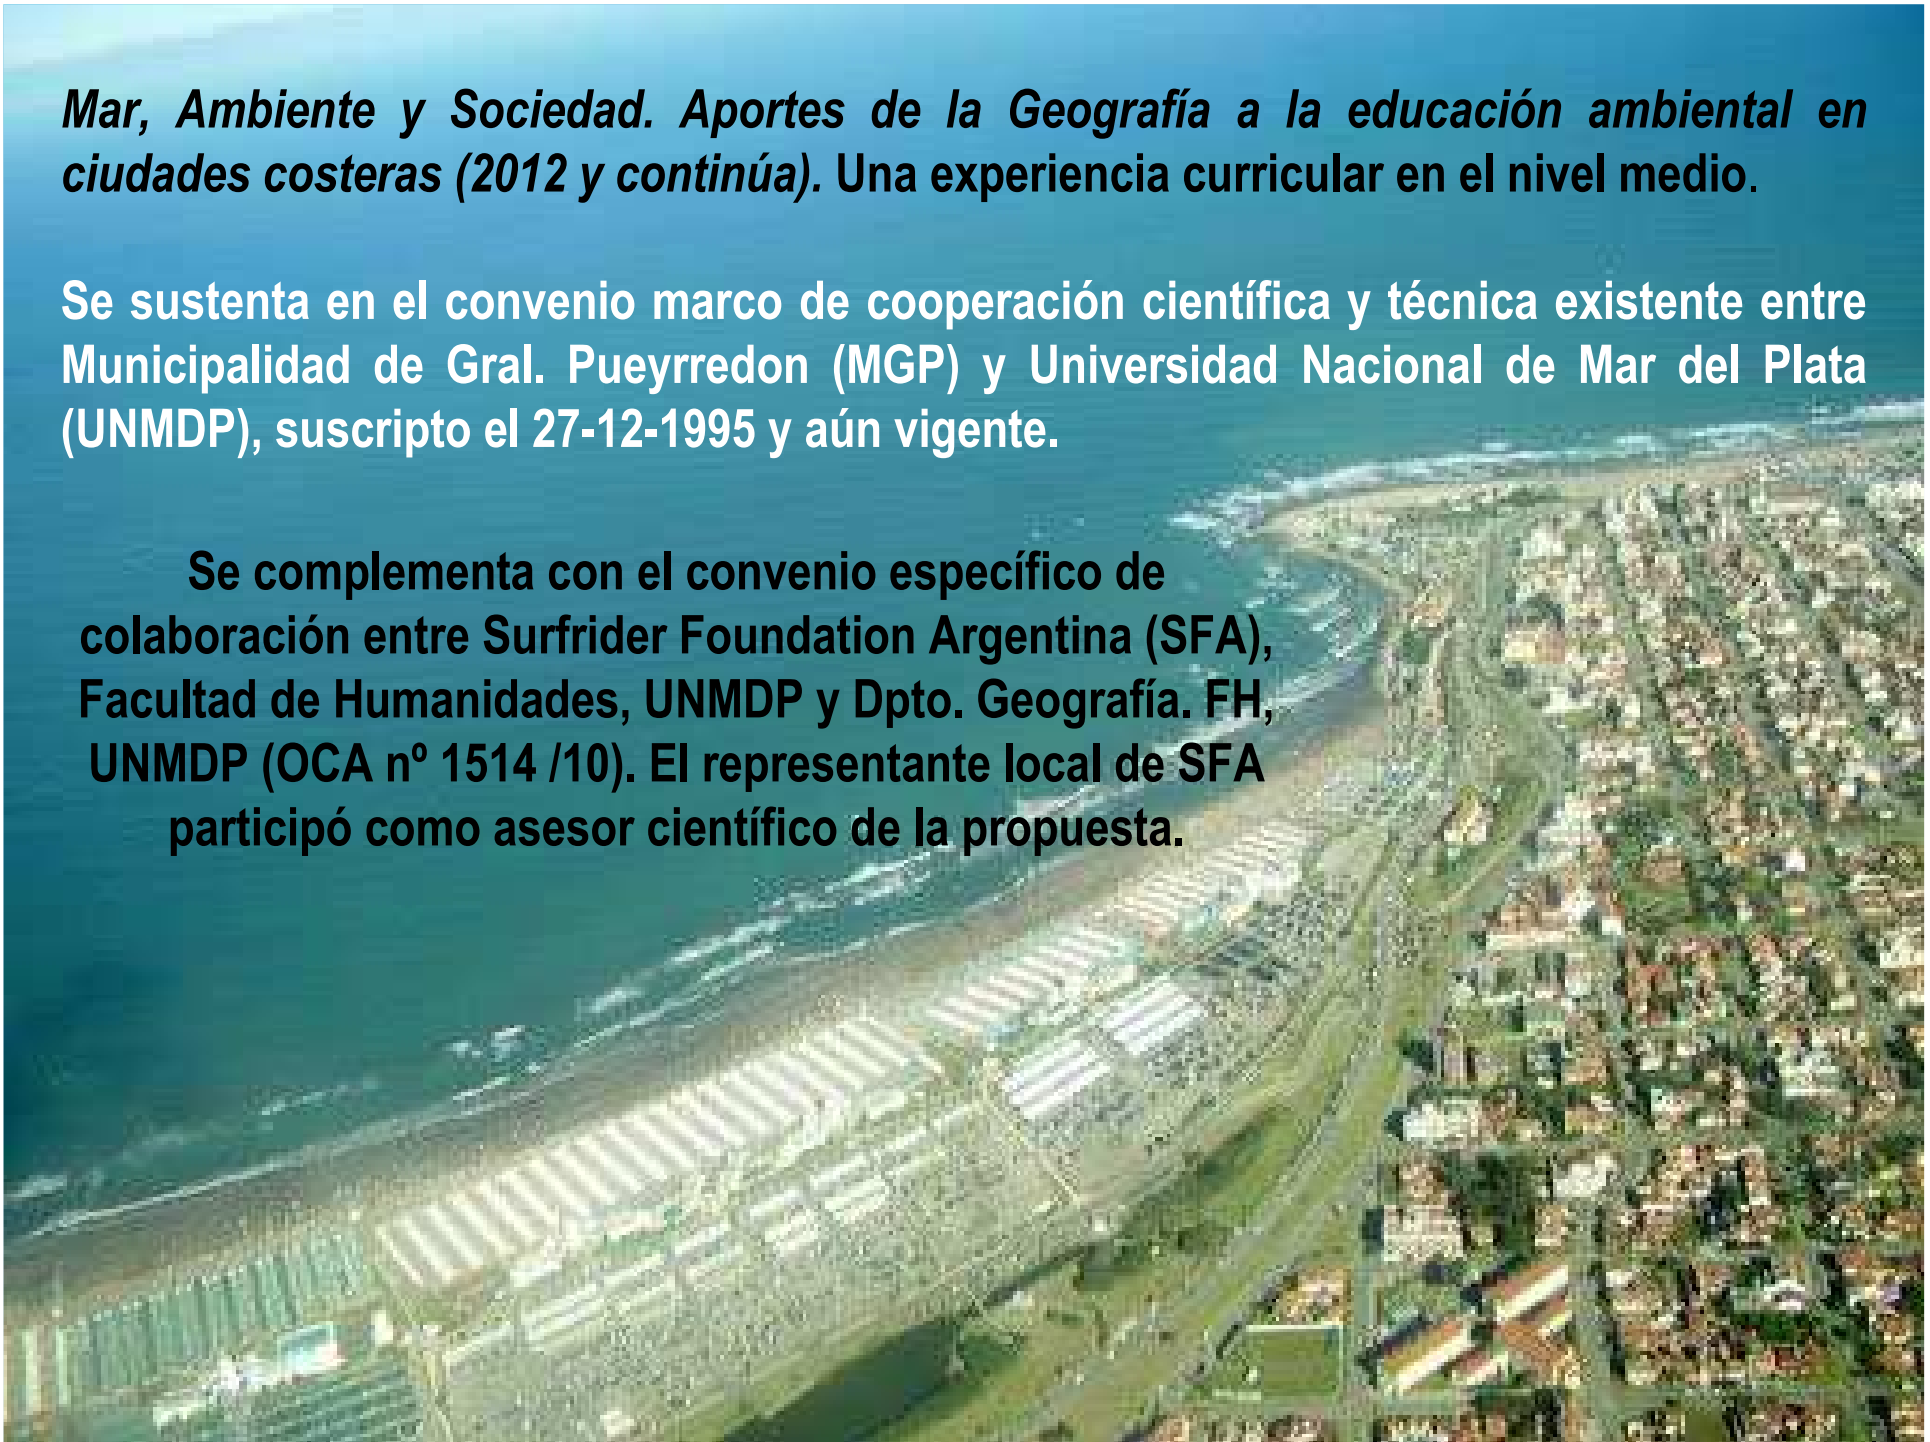 Mar, Ambiente y Sociedad. Aportes de la Geografía a la educación ambiental en
ciudades costeras (2012 y continúa). Una experiencia curricular en el nivel medio.
Se sustenta en el convenio marco de cooperación científica y técnica existente entre
Municipalidad de Gral. Pueyrredon (MGP) y Universidad Nacional de Mar del Plata
(UNMDP), suscripto el 27-12-1995 y aún vigente.
Se complementa con el convenio específico de
colaboración entre Surfrider Foundation Argentina (SFA),
Facultad de Humanidades, UNMDP y Dpto. Geografía. FH,
UNMDP (OCA nº 1514 /10). El representante local de SFA
participó como asesor científico de la propuesta.